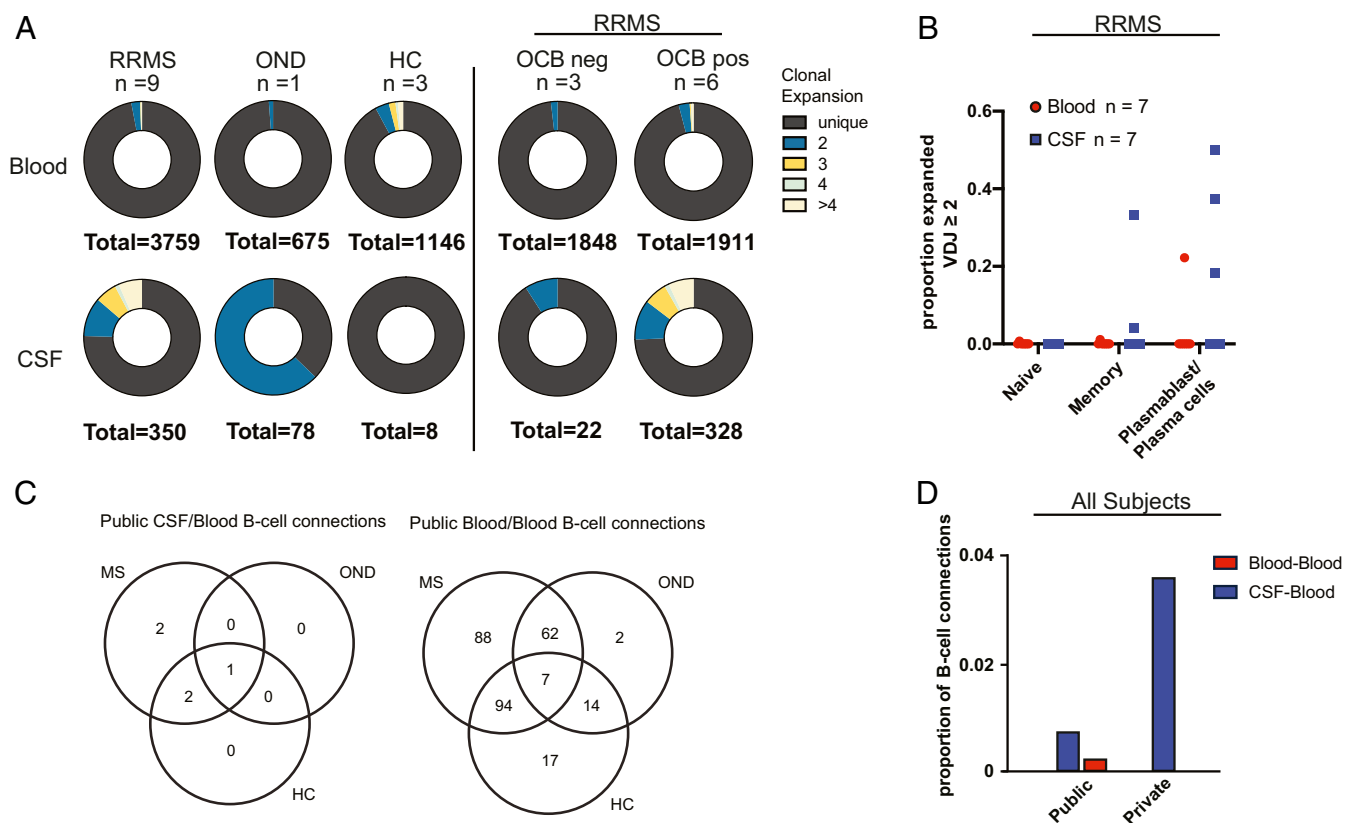 A
RRMS
RRMS
n =9
OND
n =1
HC
n =3
OCB neg
n =3
OCB pos
n =6
Clonal
Expansion
unique
2
3
4
>4
Blood
Total=3759
Total=675
Total=1146
Total=1848
Total=1911
CSF
Total=350
Total=78
Total=8
Total=22
Total=328
B
RRMS
Blood n = 7
CSF n = 7
proportion expanded
VDJ ≥ 2
0.6
0.4
0.2
0.0
Naive
Memory
Plasmablast/
Plasma cells
C
Public CSF/Blood B-cell connections
MS
OND
2
0
0
1
2
0
0
HC
Public Blood/Blood B-cell connections
MS
OND
88
62
2
7
94
14
17
HC
D
All Subjects
proportion of B-cell connections
0.04
0.02
0
Public
Private
Blood-Blood
CSF-Blood